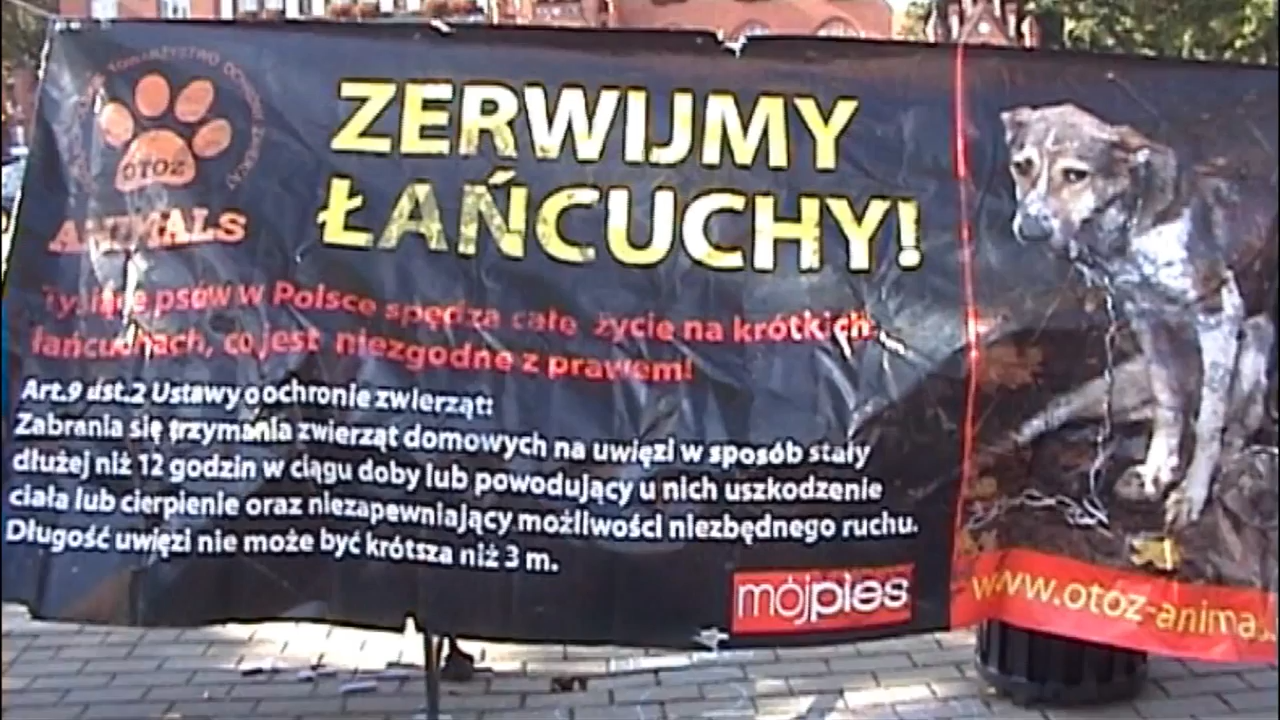 TOWARZYSTWO OCHRONY ZWIERZĄT
OTOZ
ANIMALS
ZERWIJMY
ŁAŃCUCHY!
Tysiące psów w Polsce spędza całe życie na krótkich
łańcuchach, co jest niezgodne z prawem!
Art.9 ust.2 Ustawy o ochronie zwierząt:
Zabrania się trzymania zwierząt domowych na uwięzi w sposób stały
dłużej niż 12 godzin w ciągu doby lub powodujący u nich uszkodzenie
ciała lub cierpienie oraz niezapewniający możliwości niezbędnego ruchu.
Długość uwięzi nie może być krótsza niż 3 m.
mójpies
www.otoz-anima